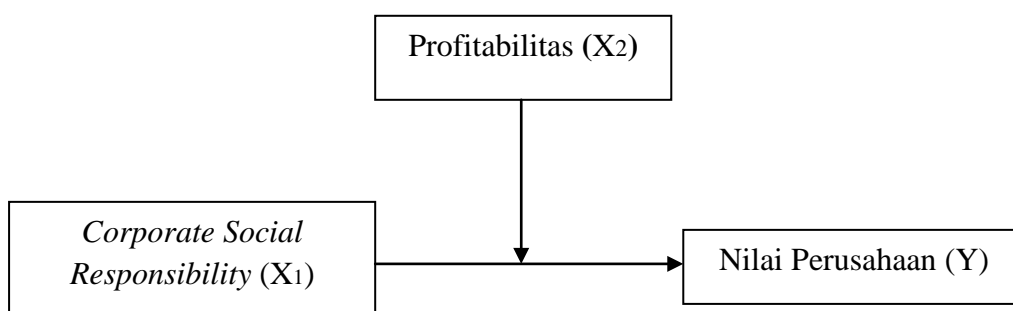 Profitabilitas (X2)
Corporate Social
Responsibility (X1)
Nilai Perusahaan (Y)